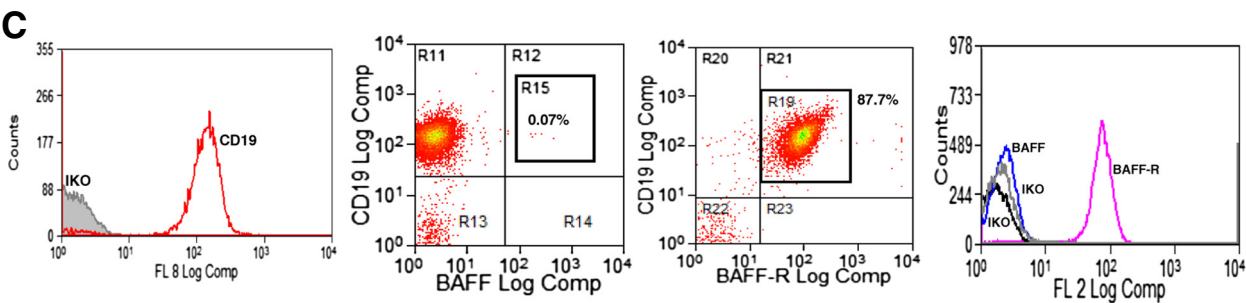 C
355
266
177
88
0
Counts
IKO
CD19
10⁰ 10¹ 10² 10³ 10⁴
FL 8 Log Comp
10⁴
10³
10²
10¹
10⁰
CD19 Log Comp
R11 R12
R15
0.07%
R13 R14
10⁰ 10¹ 10² 10³ 10⁴
BAFF Log Comp
10⁴
10³
10²
10¹
10⁰
CD19 Log Comp
R20 R21
R19 87.7%
R22 R23
10⁰ 10¹ 10² 10³ 10⁴
BAFF-R Log Comp
978
733
489
244
0
Counts
BAFF
BAFF-R
IKO
IKO
10⁰ 10¹ 10² 10³ 10⁴
FL 2 Log Comp